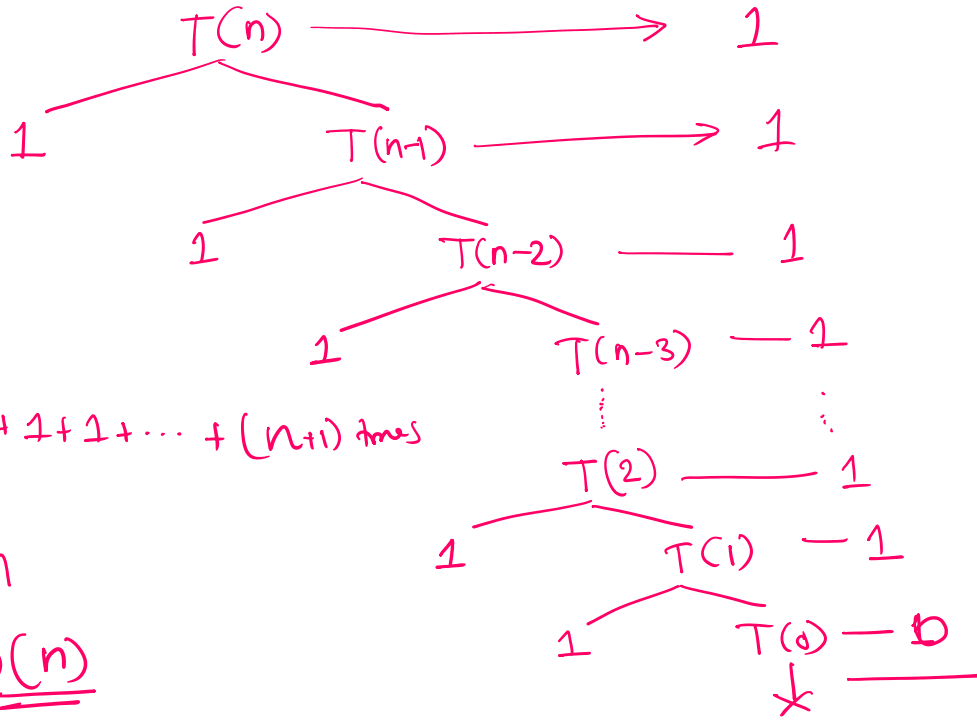 T(n) → 1
1 T(n-1) → 1
1 T(n-2) — 1
1 T(n-3) — 1
+ 1 + 1 + ... + (n+1) times
T(2) — 1
1 T(1) — 1
n
1 T(0) — 0
(n)